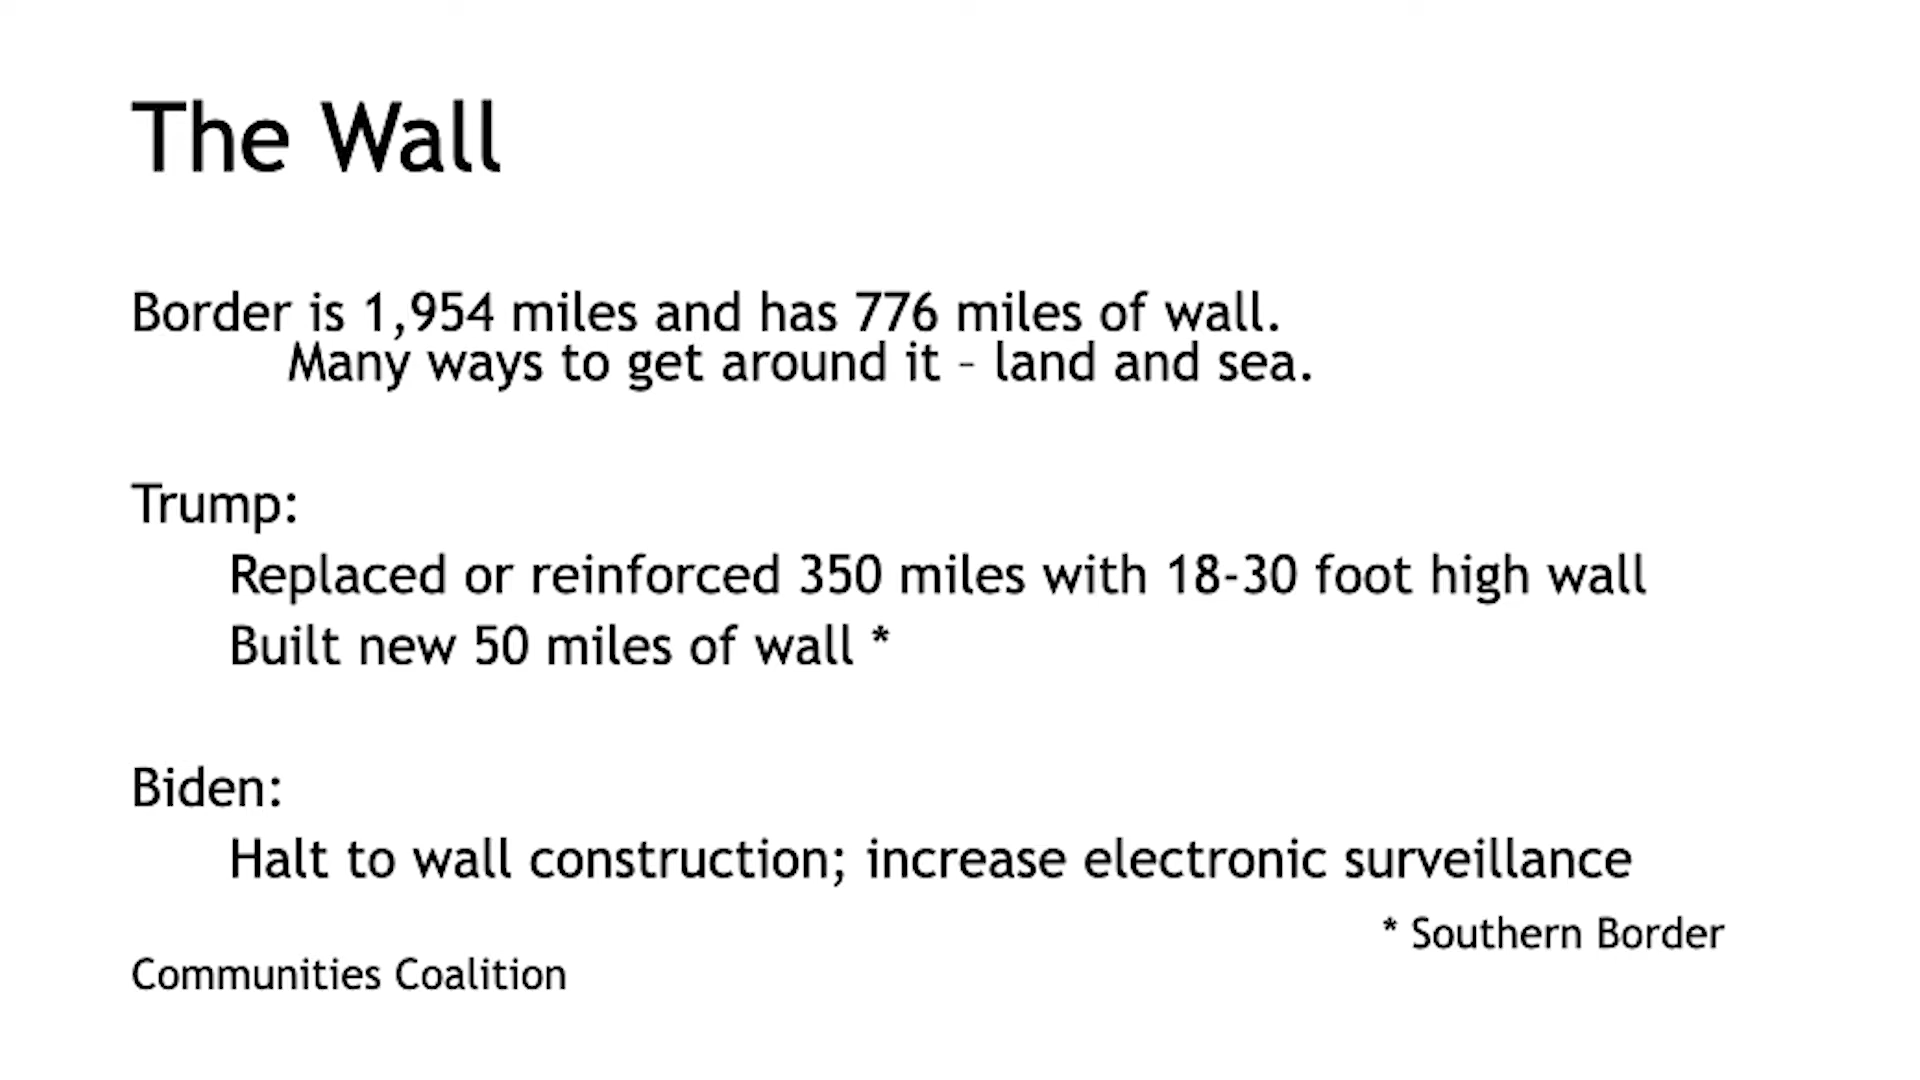 The Wall
Border is 1,954 miles and has 776 miles of wall.
Many ways to get around it – land and sea.
Trump:
Replaced or reinforced 350 miles with 18-30 foot high wall
Built new 50 miles of wall *
Biden:
Halt to wall construction; increase electronic surveillance
* Southern Border
Communities Coalition